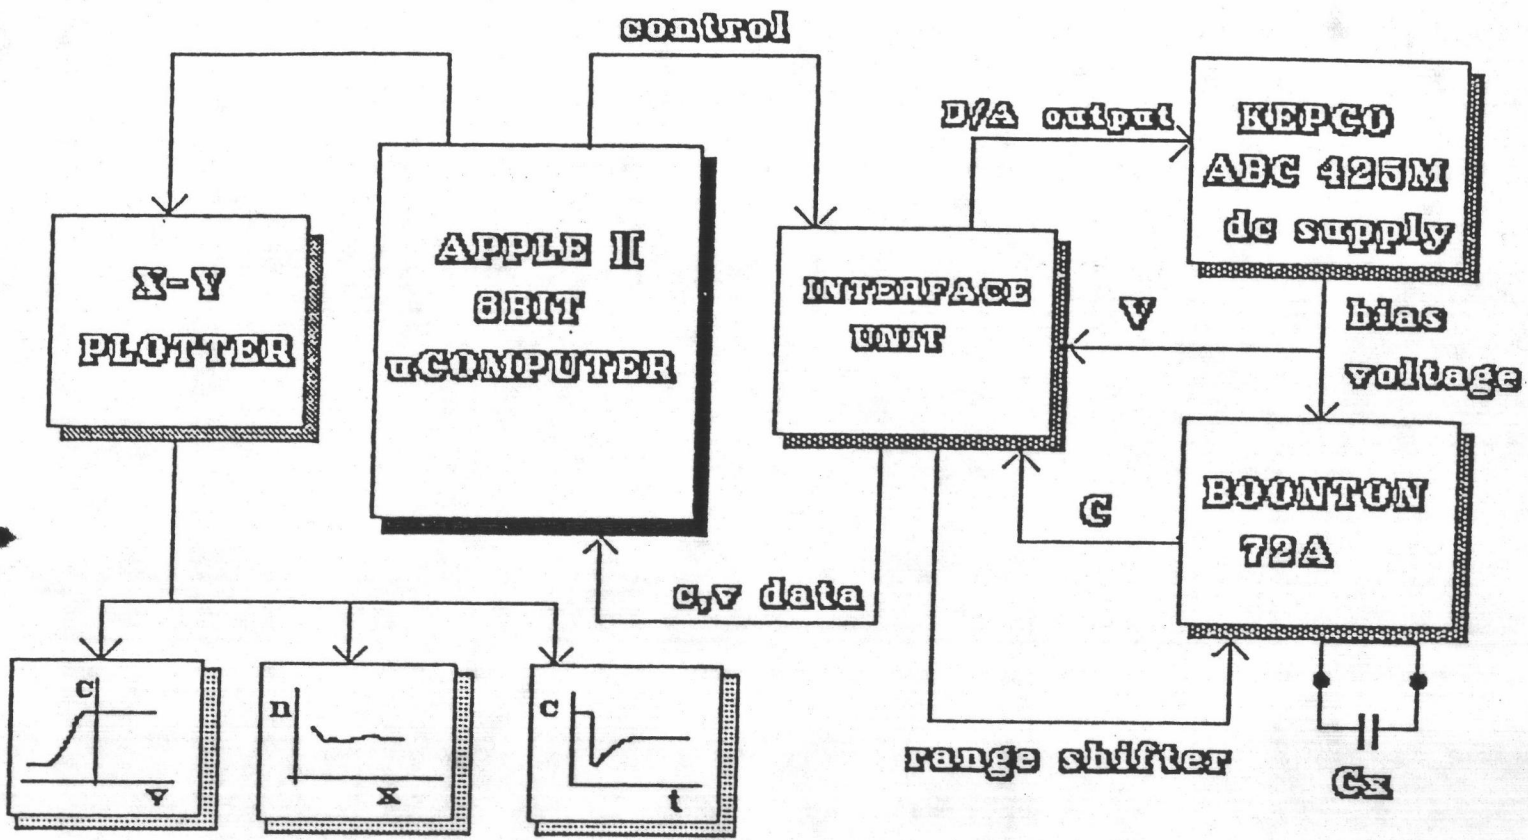 control
D/A output
KEPCO
ABC 425M
dc supply
APPLE II
8BIT
uCOMPUTER
X-Y
PLOTTER
INTERFACE
UNIT
V
bias
voltage
BOONTON
72A
C
c,v data
range shifter
Cx
C
V
n
X
C
t